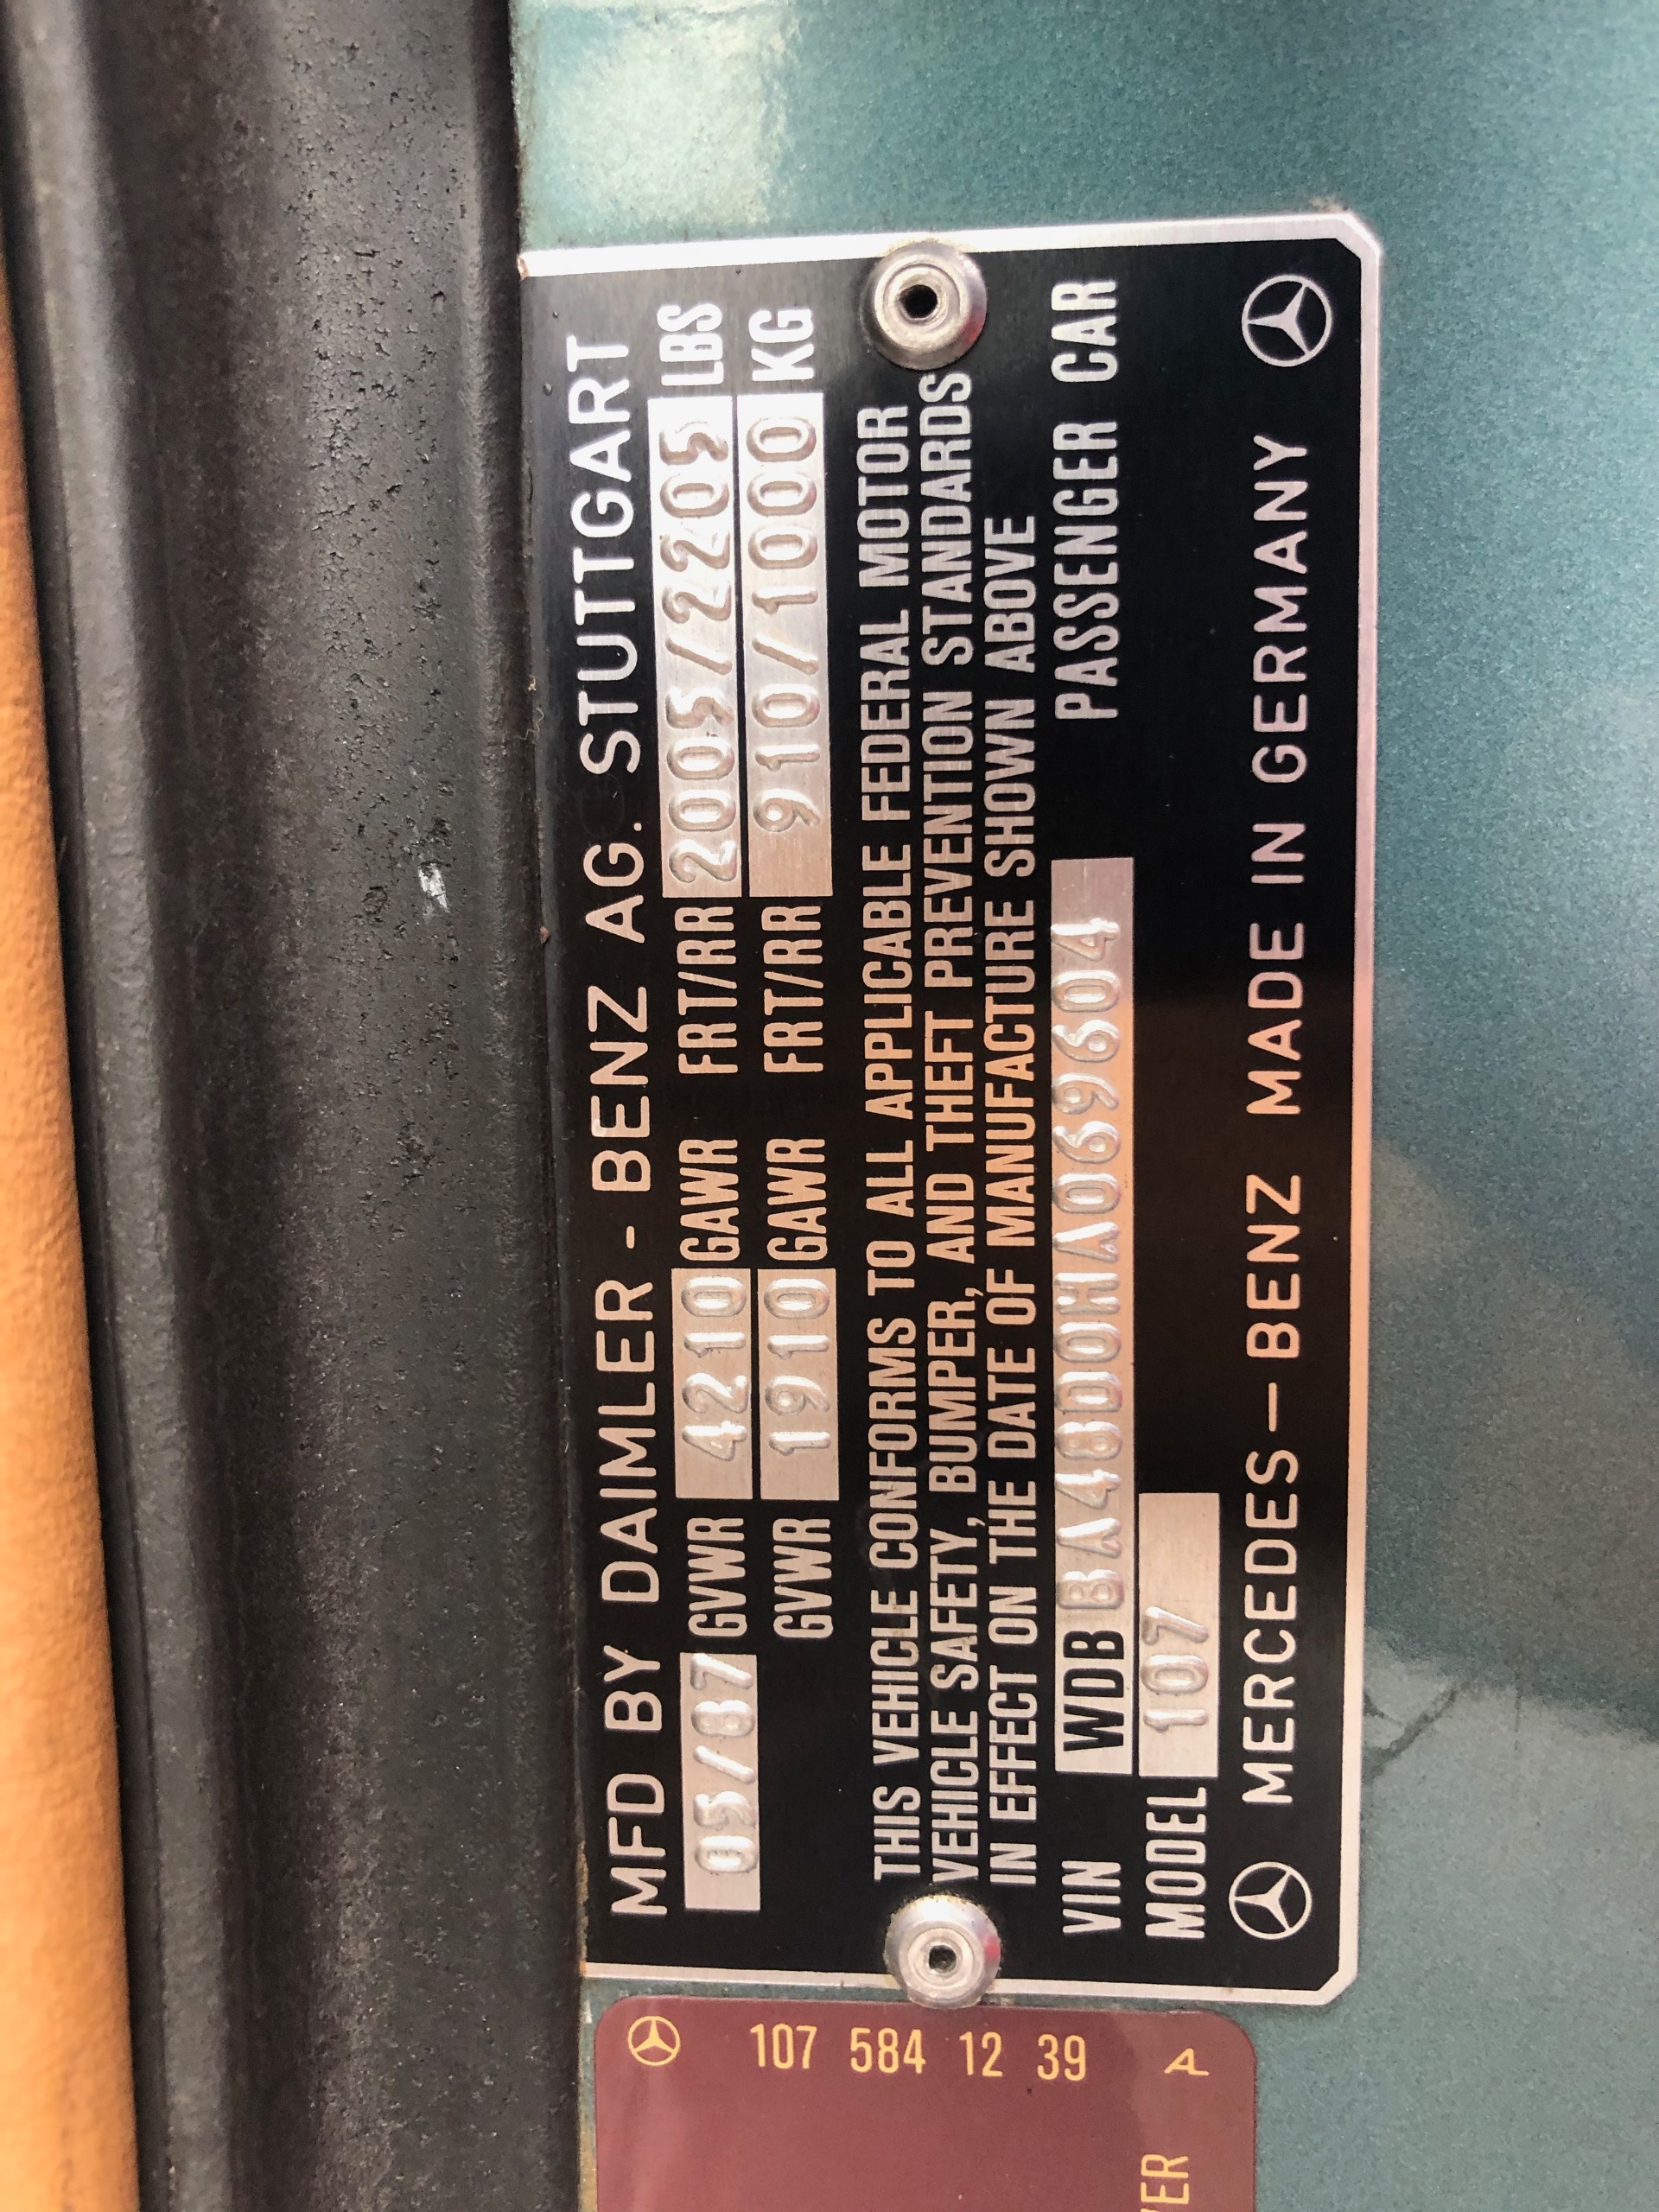 MFD BY DAIMLER - BENZ AG. STUTTGART
05/87 GVWR 4210 GAWR FRT/RR 2005/2205 LBS
GVWR 1910 GAWR FRT/RR 910/1000 KG
THIS VEHICLE CONFORMS TO ALL APPLICABLE FEDERAL MOTOR
VEHICLE SAFETY, BUMPER, AND THEFT PREVENTION STANDARDS
IN EFFECT ON THE DATE OF MANUFACTURE SHOWN ABOVE
VIN WDB BA48D0HA069604 PASSENGER CAR
MODEL 107
MERCEDES—BENZ MADE IN GERMANY
107 584 12 39 A